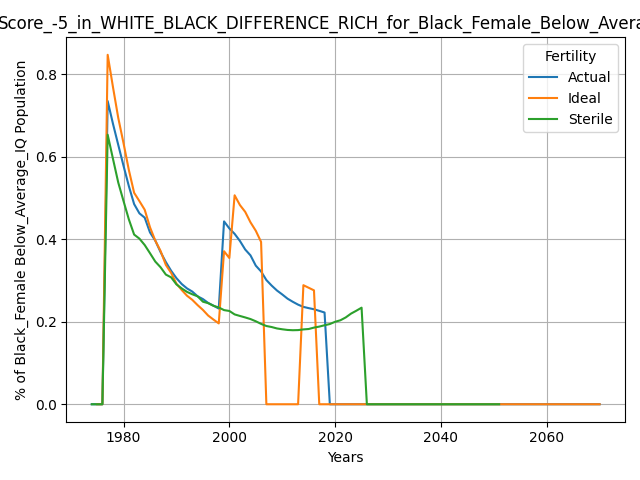 Score_-5_in_WHITE_BLACK_DIFFERENCE_RICH_for_Black_Female_Below_Avera
Fertility
Actual
Ideal
Sterile
% of Black_Female Below_Average_IQ Population
0.8
0.6
0.4
0.2
0.0
1980 2000 2020 2040 2060
Years